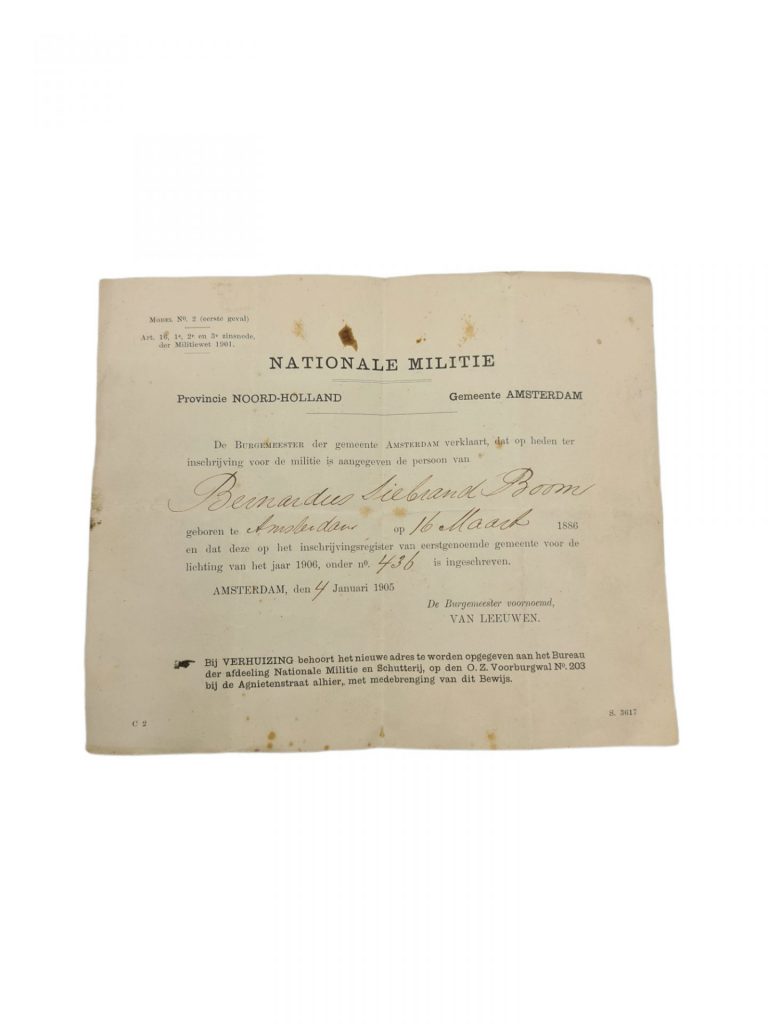 Model No. 2 (eerste geval)
Art. 16, 1e, 2e en 3e zinsnede,
der Militiewet 1901.
NATIONALE MILITIE
Provincie NOORD-HOLLAND Gemeente AMSTERDAM
De Burgemeester der gemeente Amsterdam verklaart, dat op heden ter
inschrijving voor de militie is aangegeven de persoon van
Bernardus Siebrand Boom
geboren te Amsterdam op 16 Maart 1886
en dat deze op het inschrijvingsregister van eerstgenoemde gemeente voor de
lichting van het jaar 1906, onder no. 436 is ingeschreven.
AMSTERDAM, den 4 Januari 1905
De Burgemeester voornoemd,
VAN LEEUWEN.
Bij VERHUIZING behoort het nieuwe adres te worden opgegeven aan het Bureau
der afdeeling Nationale Militie en Schutterij, op den O. Z. Voorburgwal No. 203
bij de Agnietenstraat alhier, met medebrenging van dit Bewijs.
C 2 S. 3617